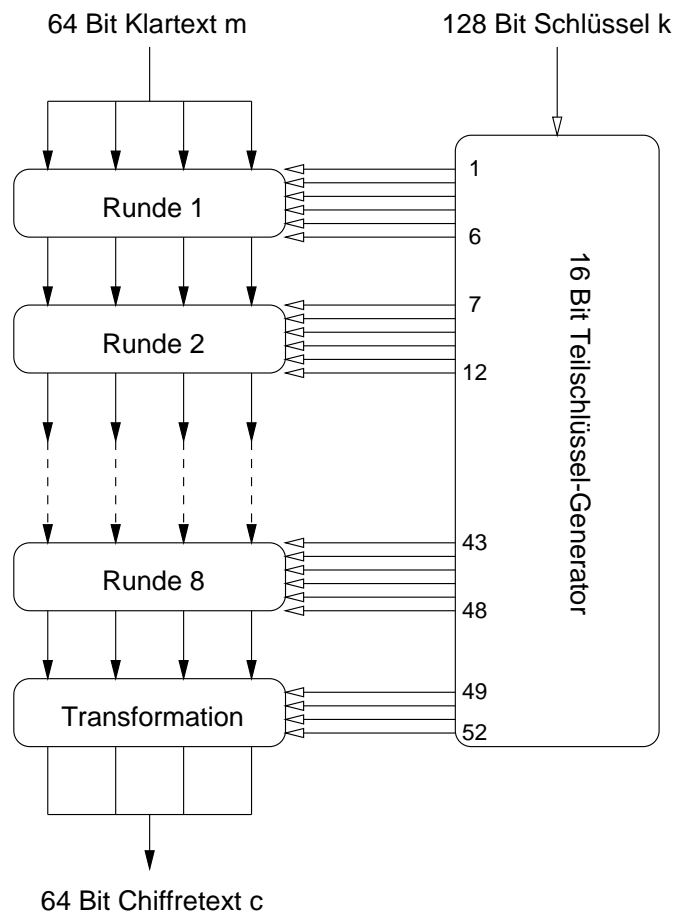 64 Bit Klartext m
128 Bit Schlüssel k
1
Runde 1
6
7
Runde 2
12
16 Bit Teilschlüssel-Generator
43
Runde 8
48
49
Transformation
52
64 Bit Chiffretext c